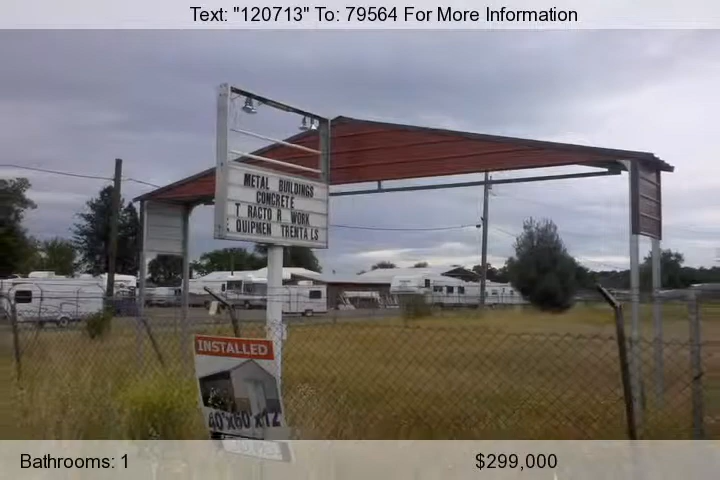 Text: "120713" To: 79564 For More Information
METAL BUILDINGS
CONCRETE
T RACTO R WORK
QUIPMEN TRENTA LS
INSTALLED
40'x60'x12'
Bathrooms: 1
$299,000